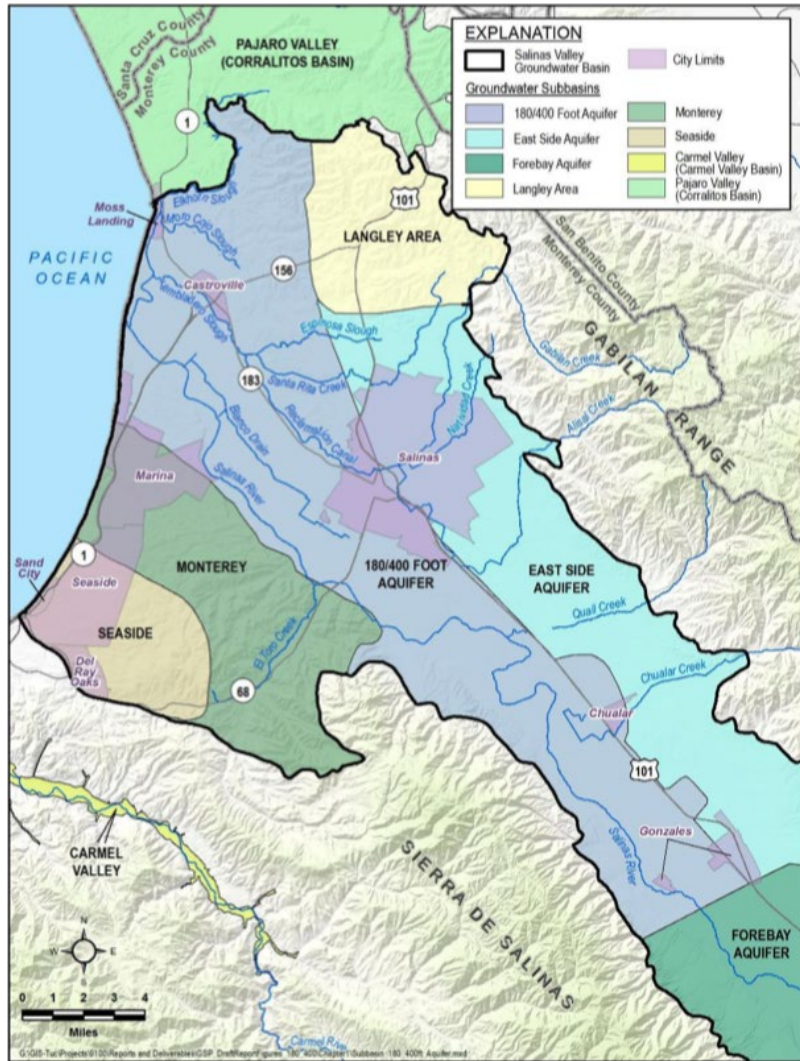 EXPLANATION
Salinas Valley
Groundwater Basin
City Limits
Groundwater Subbasins
180/400 Foot Aquifer
Monterey
East Side Aquifer
Seaside
Forebay Aquifer
Carmel Valley
(Carmel Valley Basin)
Langley Area
Pajaro Valley
(Corralitos Basin)
Santa Cruz County
Monterey County
PAJARO VALLEY
(CORRALITOS BASIN)
1
Elkhorn Slough
Moss
Landing
Moro Cojo Slough
101
LANGLEY AREA
PACIFIC
OCEAN
156
Castroville
Tembladero Slough
San Benito County
Monterey County
Espinosa Slough
GABILAN
RANGE
Gabilan Creek
183
Santa Rita Creek
Natividad Creek
Alisal Creek
Reclamation Canal
Blanco Drain
Salinas
Marina
Salinas River
1
Sand
City
Seaside
MONTEREY
180/400 FOOT
AQUIFER
EAST SIDE
AQUIFER
Quail Creek
SEASIDE
El Toro Creek
Del
Ray
Oaks
68
Chualar Creek
Chualar
101
Gonzales
Salinas River
CARMEL
VALLEY
SIERRA DE SALINAS
FOREBAY
AQUIFER
N
W
E
S
0 1 2 3 4
Miles
Carmel River